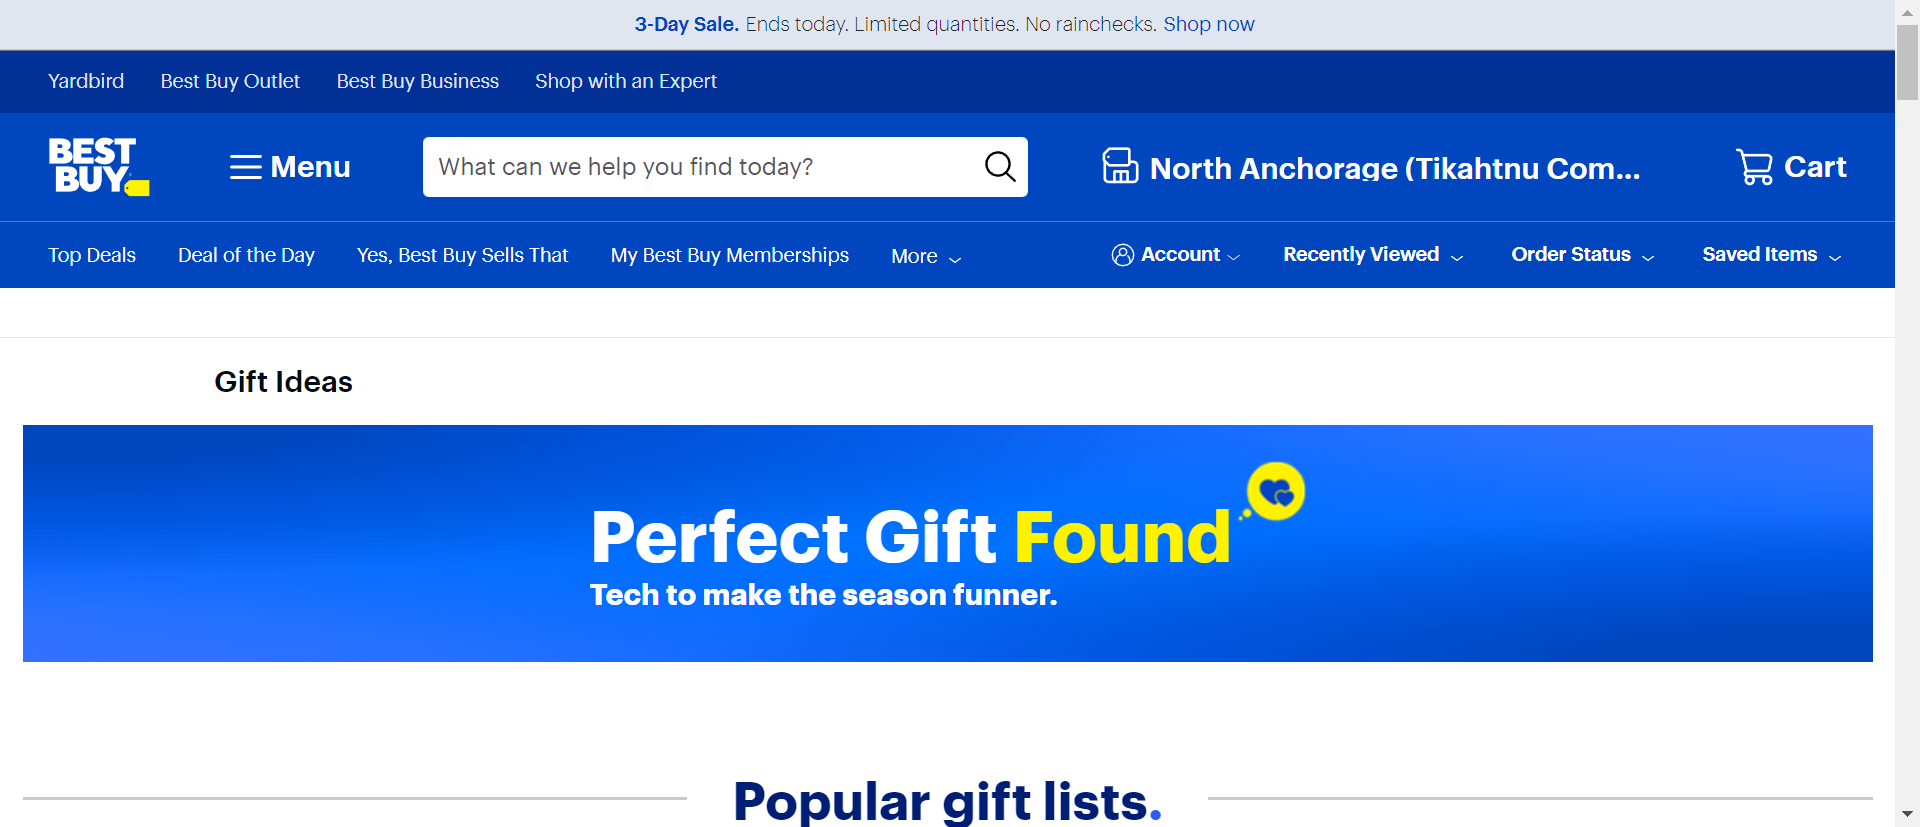 3-Day Sale. Ends today. Limited quantities. No rainchecks. Shop now
Yardbird Best Buy Outlet Best Buy Business Shop with an Expert
BEST
BUY
Menu
What can we help you find today?
North Anchorage (Tikahtnu Com...
Cart
Top Deals Deal of the Day Yes, Best Buy Sells That My Best Buy Memberships More Account Recently Viewed Order Status Saved Items
Gift Ideas
Perfect Gift Found
Tech to make the season funner.
Popular gift lists.